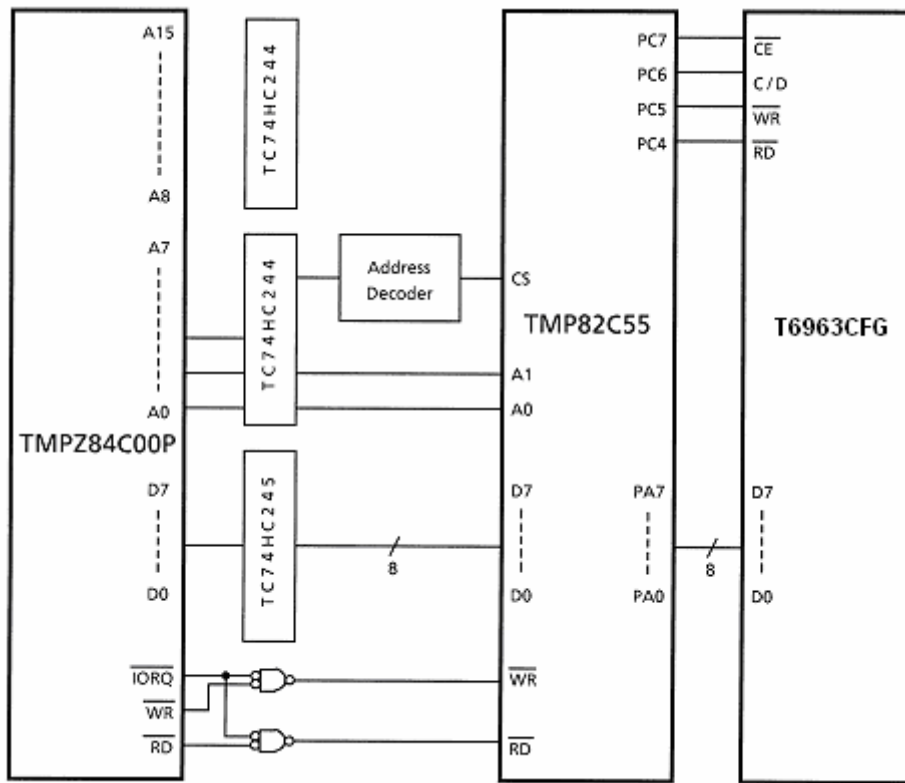 A15
A8
A7
A0
TMPZ84C00P
D7
D0
IORQ
WR
RD
TC74HC244
TC74HC244
TC74HC245
Address
Decoder
8
PC7
PC6
PC5
PC4
CS
TMP82C55
A1
A0
D7
PA7
D0
PA0
WR
RD
8
CE
C/D
WR
RD
T6963CFG
D7
D0